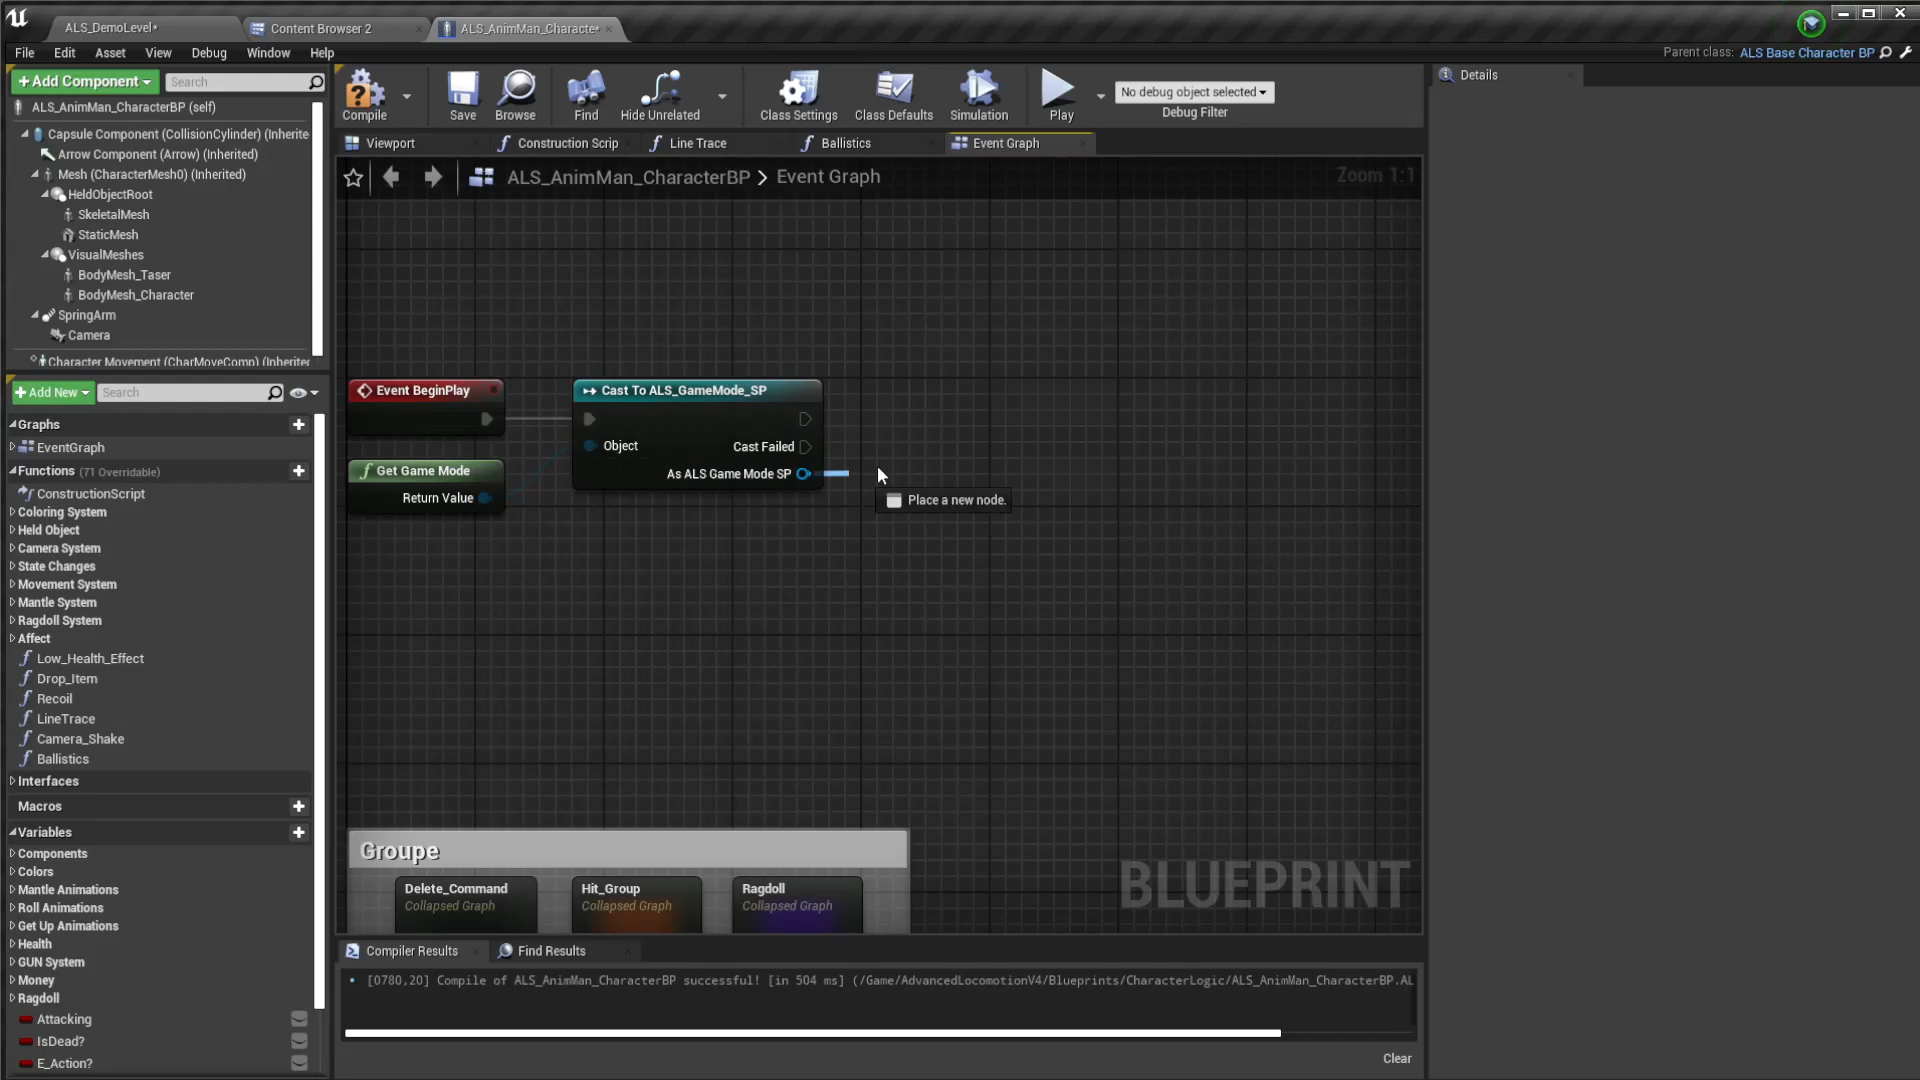 ALS_DemoLevel*
Content Browser 2
ALS_AnimMan_Characte*
File Edit Asset View Debug Window Help
Parent class: ALS Base Character BP
Add Component
Search
ALS_AnimMan_CharacterBP (self)
Capsule Component (CollisionCylinder) (Inherite
Arrow Component (Arrow) (Inherited)
Mesh (CharacterMesh0) (Inherited)
HeldObjectRoot
SkeletalMesh
StaticMesh
VisualMeshes
BodyMesh_Taser
BodyMesh_Character
SpringArm
Camera
Character Movement (CharMoveComp) (Inherited
Add New
Search
Graphs
EventGraph
Functions (71 Overridable)
ConstructionScript
Coloring System
Held Object
Camera System
State Changes
Movement System
Mantle System
Ragdoll System
Affect
Low_Health_Effect
Drop_Item
Recoil
LineTrace
Camera_Shake
Ballistics
Interfaces
Macros
Variables
Components
Colors
Mantle Animations
Roll Animations
Get Up Animations
Health
GUN System
Money
Ragdoll
Attacking
IsDead?
E_Action?
Compile
Save
Browse
Find
Hide Unrelated
Class Settings
Class Defaults
Simulation
Play
No debug object selected
Debug Filter
Viewport
Construction Scrip
Line Trace
Ballistics
Event Graph
ALS_AnimMan_CharacterBP > Event Graph
Zoom 1:1
Event BeginPlay
Cast To ALS_GameMode_SP
Object
Cast Failed
As ALS Game Mode SP
Get Game Mode
Return Value
Place a new node.
Groupe
Delete_Command
Collapsed Graph
Hit_Group
Collapsed Graph
Ragdoll
Collapsed Graph
BLUEPRINT
Compiler Results
Find Results
[0780,20] Compile of ALS_AnimMan_CharacterBP successful! [in 504 ms] (/Game/AdvancedLocomotionV4/Blueprints/CharacterLogic/ALS_AnimMan_CharacterBP.AL
Clear
Details